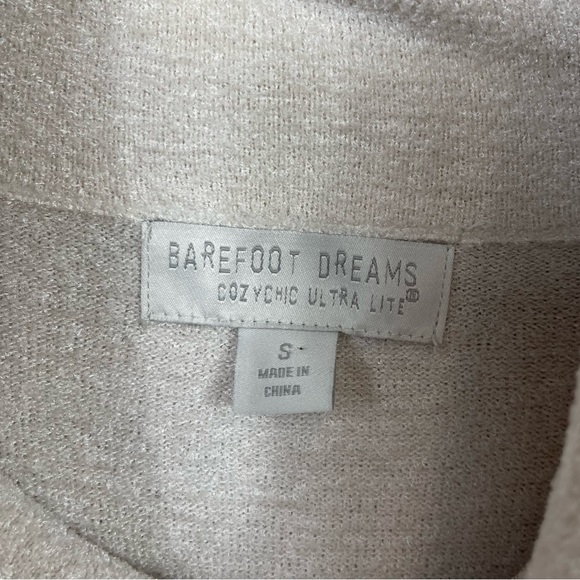 BAREFOOT DREAMS
COZYCHIC ULTRA LITE®
S
MADE IN
CHINA